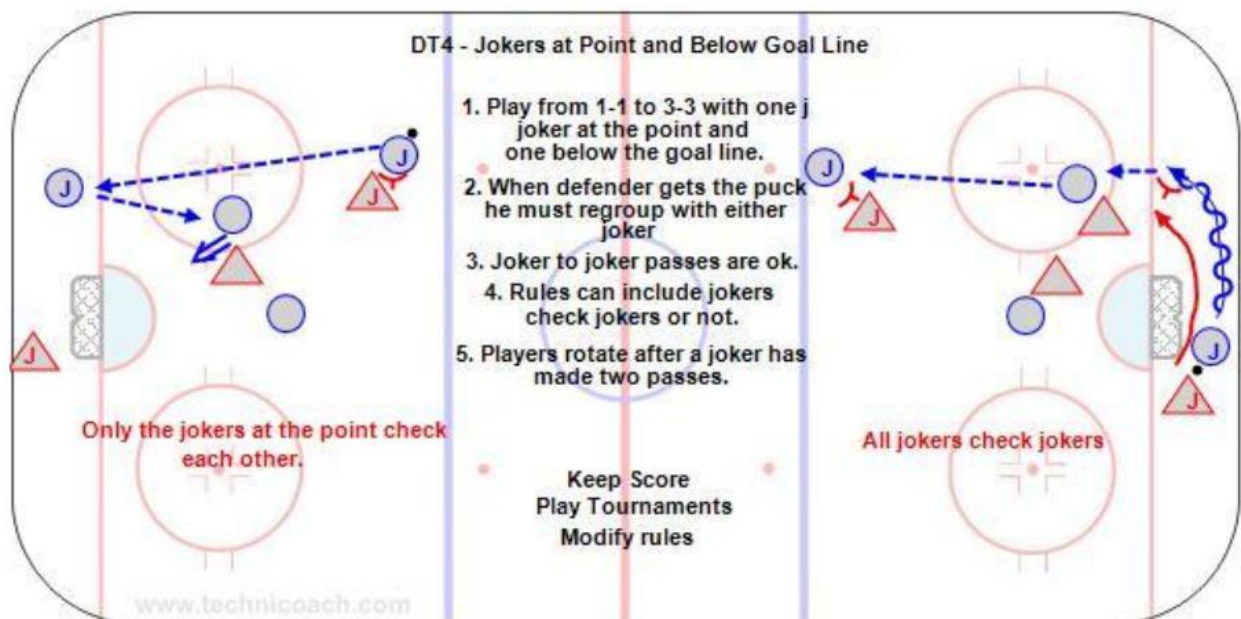 DT4 - Jokers at Point and Below Goal Line
1. Play from 1-1 to 3-3 with one j
joker at the point and
one below the goal line.
2. When defender gets the puck
he must regroup with either
joker
3. Joker to joker passes are ok.
4. Rules can include jokers
check jokers or not.
5. Players rotate after a joker has
made two passes.
J
J
J
J
Only the jokers at the point check
each other.
J
J
J
J
All jokers check jokers
Keep Score
Play Tournaments
Modify rules
www.technicoach.com